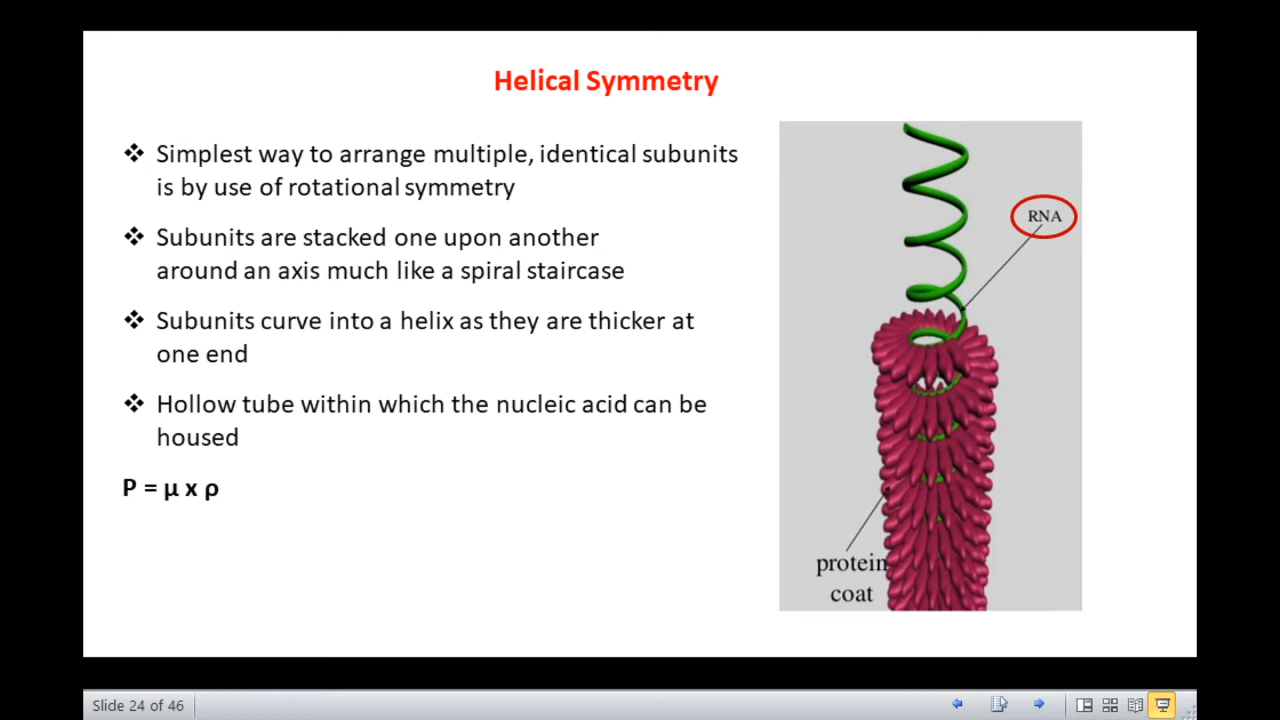 Helical Symmetry
❖ Simplest way to arrange multiple, identical subunits
is by use of rotational symmetry
❖ Subunits are stacked one upon another
around an axis much like a spiral staircase
❖ Subunits curve into a helix as they are thicker at
one end
❖ Hollow tube within which the nucleic acid can be
housed
P = μ x ρ
RNA
protein
coat
Slide 24 of 46